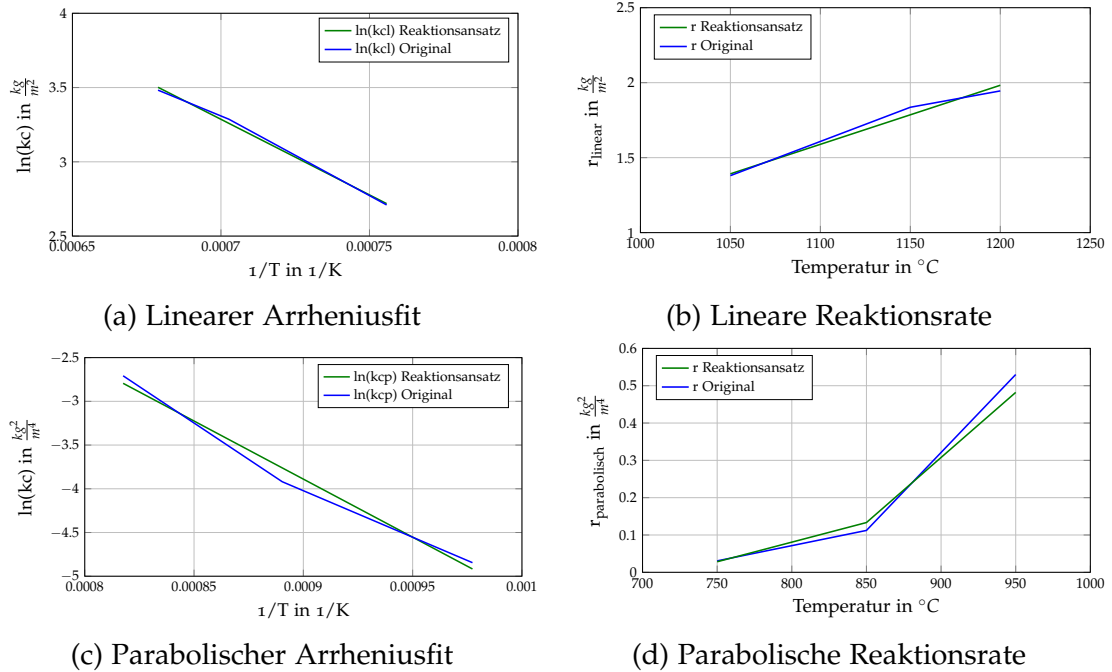 4
3.5
3
2.5
ln(kc) in kg/m²
ln(kcl) Reaktionsansatz
ln(kcl) Original
0.00065 0.0007 0.00075 0.0008
1/T in 1/K
(a) Linearer Arrheniusfit
2.5
2
1.5
1
r_linear in kg/m²
r Reaktionsansatz
r Original
1000 1050 1100 1150 1200 1250
Temperatur in °C
(b) Lineare Reaktionsrate
−2.5
−3
−3.5
−4
−4.5
−5
ln(kc) in kg²/m⁴
ln(kcp) Reaktionsansatz
ln(kcp) Original
0.0008 0.00085 0.0009 0.00095 0.001
1/T in 1/K
(c) Parabolischer Arrheniusfit
0.6
0.5
0.4
0.3
0.2
0.1
0
r_parabolisch in kg²/m⁴
r Reaktionsansatz
r Original
700 750 800 850 900 950 1000
Temperatur in °C
(d) Parabolische Reaktionsrate